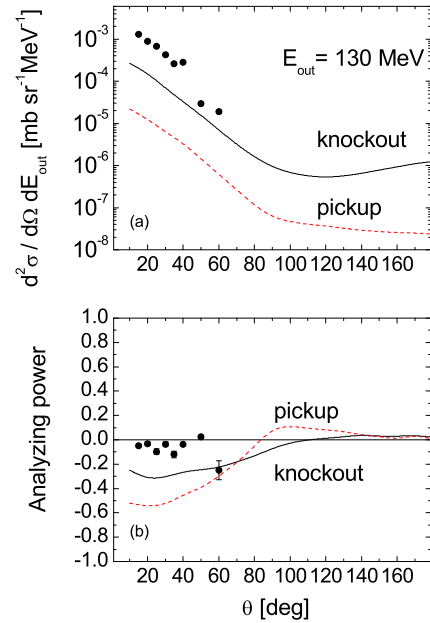 10⁻³
10⁻⁴
10⁻⁵
10⁻⁶
10⁻⁷
10⁻⁸
d²σ / dΩ dE_out [mb sr⁻¹MeV⁻¹]
E_out = 130 MeV
knockout
pickup
(a)
20 40 60 80 100 120 140 160
1.0
0.8
0.6
0.4
0.2
0.0
-0.2
-0.4
-0.6
-0.8
-1.0
Analyzing power
pickup
knockout
(b)
20 40 60 80 100 120 140 160
θ [deg]